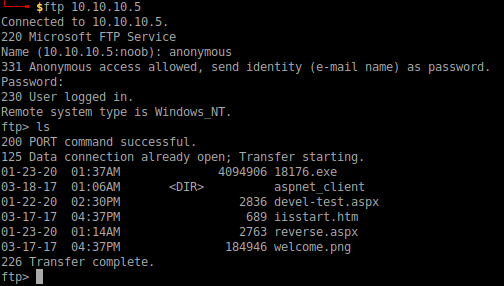 $ftp 10.10.10.5
Connected to 10.10.10.5.
220 Microsoft FTP Service
Name (10.10.10.5:noob): anonymous
331 Anonymous access allowed, send identity (e-mail name) as password.
Password:
230 User logged in.
Remote system type is Windows_NT.
ftp> ls
200 PORT command successful.
125 Data connection already open; Transfer starting.
01-23-20  01:37AM              4094906 18176.exe
03-18-17  01:06AM       <DIR>          aspnet_client
01-22-20  02:30PM                 2836 devel-test.aspx
03-17-17  04:37PM                  689 iisstart.htm
01-23-20  01:14AM                 2763 reverse.aspx
03-17-17  04:37PM               184946 welcome.png
226 Transfer complete.
ftp>